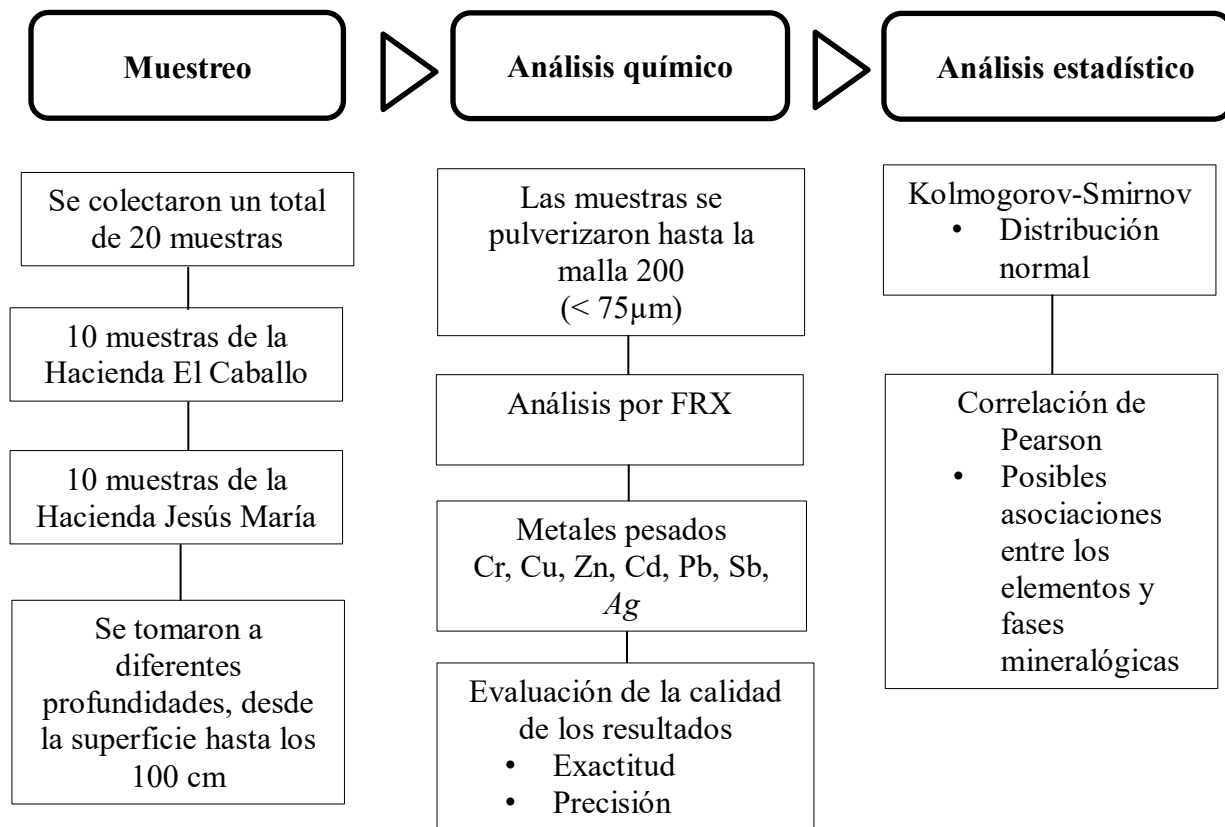 Muestreo
Análisis químico
Análisis estadístico
Se colectaron un total
de 20 muestras
10 muestras de la
Hacienda El Caballo
10 muestras de la
Hacienda Jesús María
Se tomaron a
diferentes
profundidades, desde
la superficie hasta los
100 cm
Las muestras se
pulverizaron hasta la
malla 200
(< 75µm)
Análisis por FRX
Metales pesados
Cr, Cu, Zn, Cd, Pb, Sb,
Ag
Evaluación de la calidad
de los resultados
• Exactitud
• Precisión
Kolmogorov-Smirnov
• Distribución
normal
Correlación de
Pearson
• Posibles
asociaciones
entre los
elementos y
fases
mineralógicas